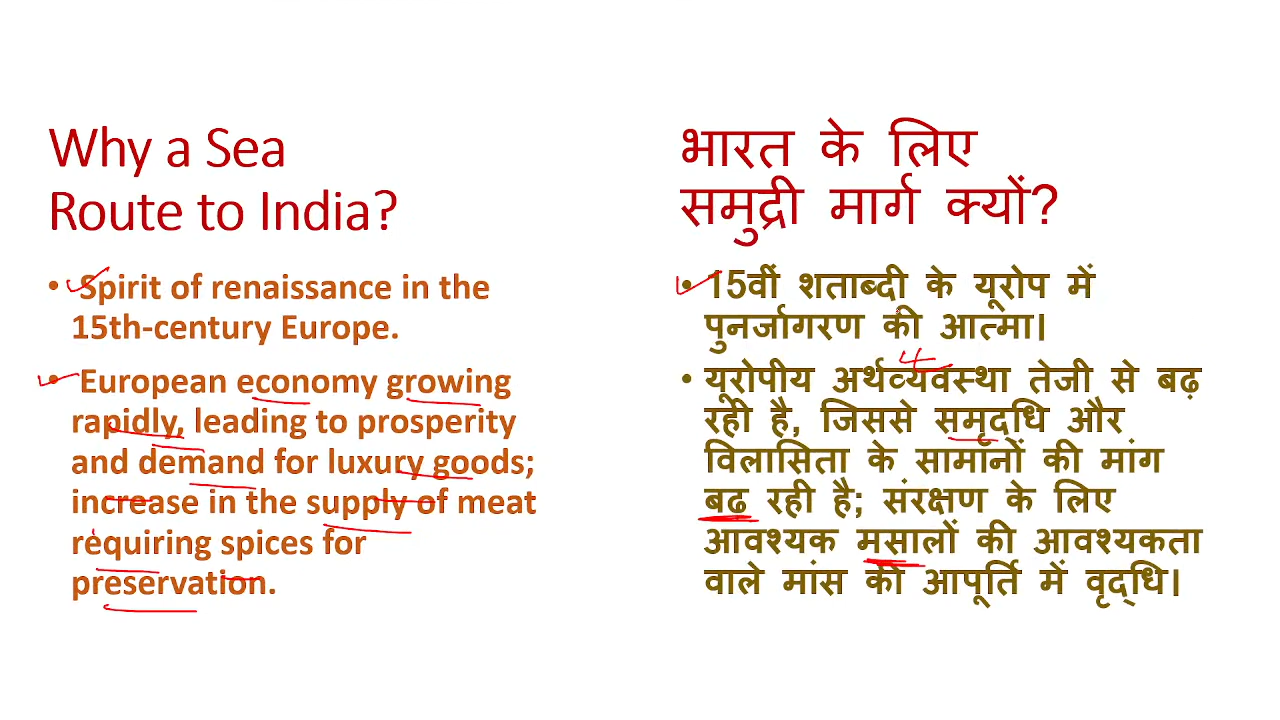 Why a Sea
Route to India?
• Spirit of renaissance in the
15th-century Europe.
• European economy growing
rapidly, leading to prosperity
and demand for luxury goods;
increase in the supply of meat
requiring spices for
preservation.
भारत के लिए
समुद्री मार्ग क्यों?
• 15वीं शताब्दी के यूरोप में
पुनर्जागरण की आत्मा।
• यूरोपीय अर्थव्यवस्था तेजी से बढ़
रही है, जिससे समृद्धि और
विलासिता के सामानों की मांग
बढ़ रही है; संरक्षण के लिए
आवश्यक मसालों की आवश्यकता
वाले मांस की आपूर्ति में वृद्धि।